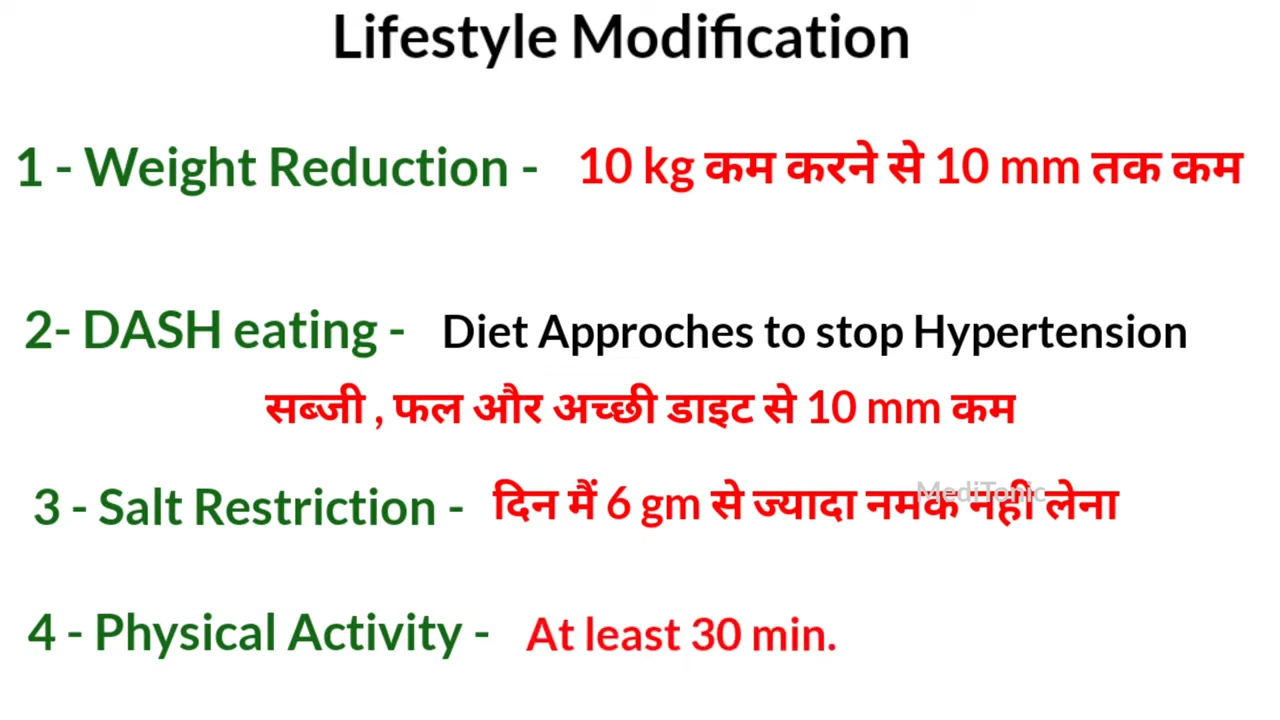 Lifestyle Modification
1 - Weight Reduction - 10 kg कम करने से 10 mm तक कम
2- DASH eating - Diet Approches to stop Hypertension
सब्जी , फल और अच्छी डाइट से 10 mm कम
3 - Salt Restriction - दिन मैं 6 gm से ज्यादा नमक नही लेना
MediTonic
4 - Physical Activity - At least 30 min.